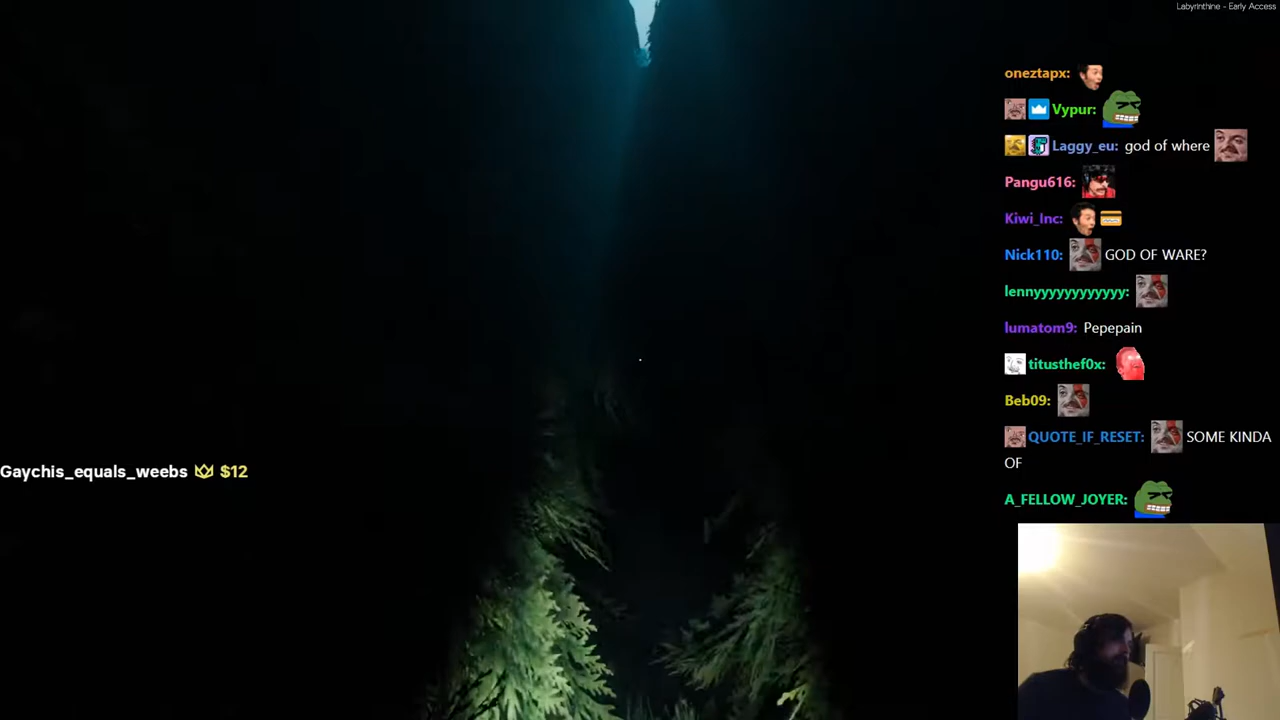 Labyrinthine - Early Access
oneztapx:
Vypur:
Laggy_eu: god of where
Pangu616:
Kiwi_Inc:
Nick110: GOD OF WARE?
lennyyyyyyyyyyyy:
lumatom9: Pepepain
titusthef0x:
Beb09:
QUOTE_IF_RESET: SOME KINDA
OF
Gaychis_equals_weebs $12
A_FELLOW_JOYER: